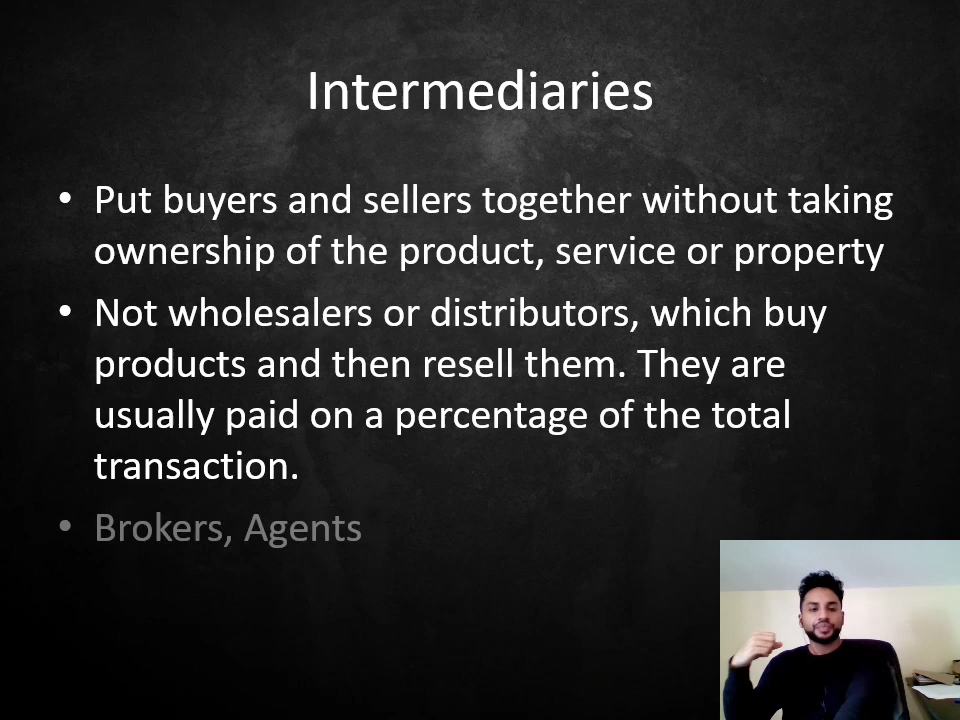 Intermediaries
• Put buyers and sellers together without taking
ownership of the product, service or property
• Not wholesalers or distributors, which buy
products and then resell them. They are
usually paid on a percentage of the total
transaction.
• Brokers, Agents